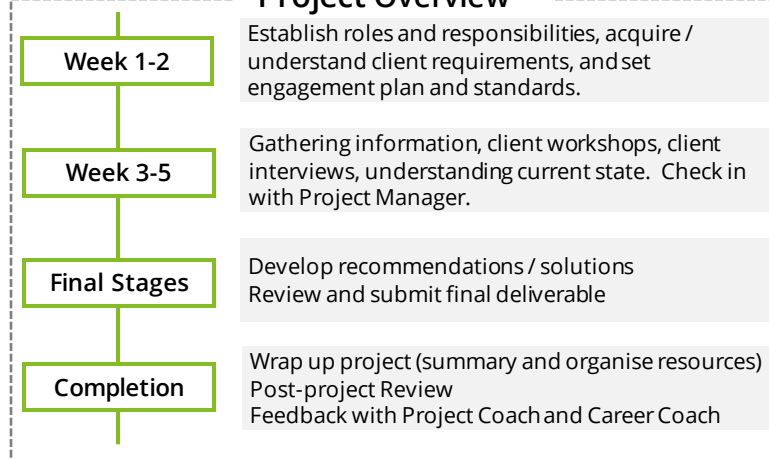 Project Overview
Week 1-2
Establish roles and responsibilities, acquire /
understand client requirements, and set
engagement plan and standards.
Week 3-5
Gathering information, client workshops, client
interviews, understanding current state.  Check in
with Project Manager.
Final Stages
Develop recommendations / solutions
Review and submit final deliverable
Completion
Wrap up project (summary and organise resources)
Post-project Review
Feedback with Project Coach and Career Coach